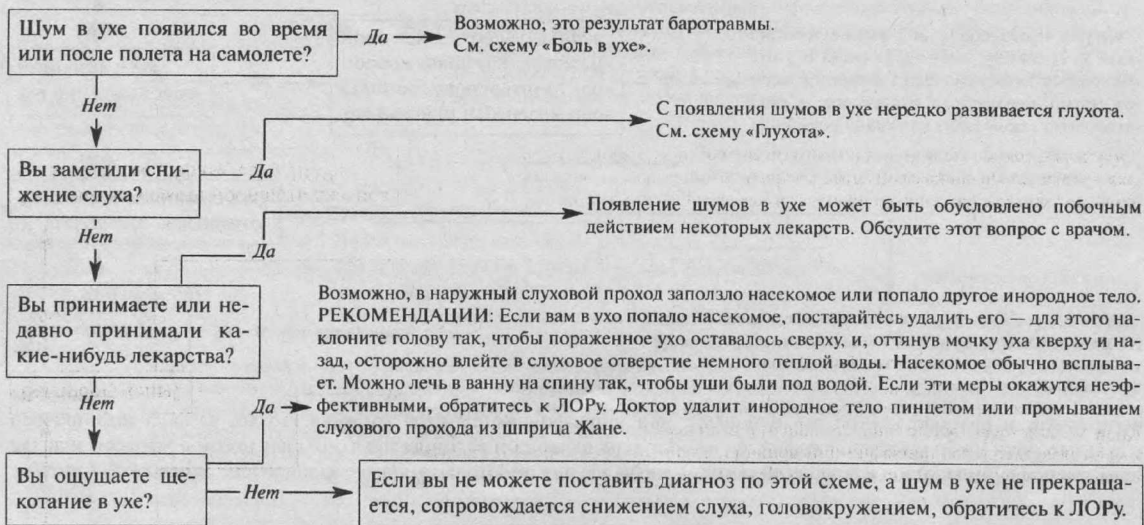 Шум в ухе появился во время
или после полета на самолете?
Да
Возможно, это результат баротравмы.
См. схему «Боль в ухе».
Нет
С появления шумов в ухе нередко развивается глухота.
См. схему «Глухота».
Вы заметили сни-
жение слуха?
Да
Появление шумов в ухе может быть обусловлено побочным
действием некоторых лекарств. Обсудите этот вопрос с врачом.
Нет
Да
Вы принимаете или не-
давно принимали ка-
кие-нибудь лекарства?
Возможно, в наружный слуховой проход заползло насекомое или попало другое инородное тело.
РЕКОМЕНДАЦИИ: Если вам в ухо попало насекомое, постарайтесь удалить его — для этого на-
клоните голову так, чтобы пораженное ухо оставалось сверху, и, оттянув мочку уха кверху и на-
зад, осторожно влейте в слуховое отверстие немного теплой воды. Насекомое обычно всплыва-
ет. Можно лечь в ванну на спину так, чтобы уши были под водой. Если эти меры окажутся неэф-
фективными, обратитесь к ЛОРу. Доктор удалит инородное тело пинцетом или промыванием
слухового прохода из шприца Жане.
Нет
Да
Вы ощущаете ще-
котание в ухе?
Нет
Если вы не можете поставить диагноз по этой схеме, а шум в ухе не прекраща-
ется, сопровождается снижением слуха, головокружением, обратитесь к ЛОРу.